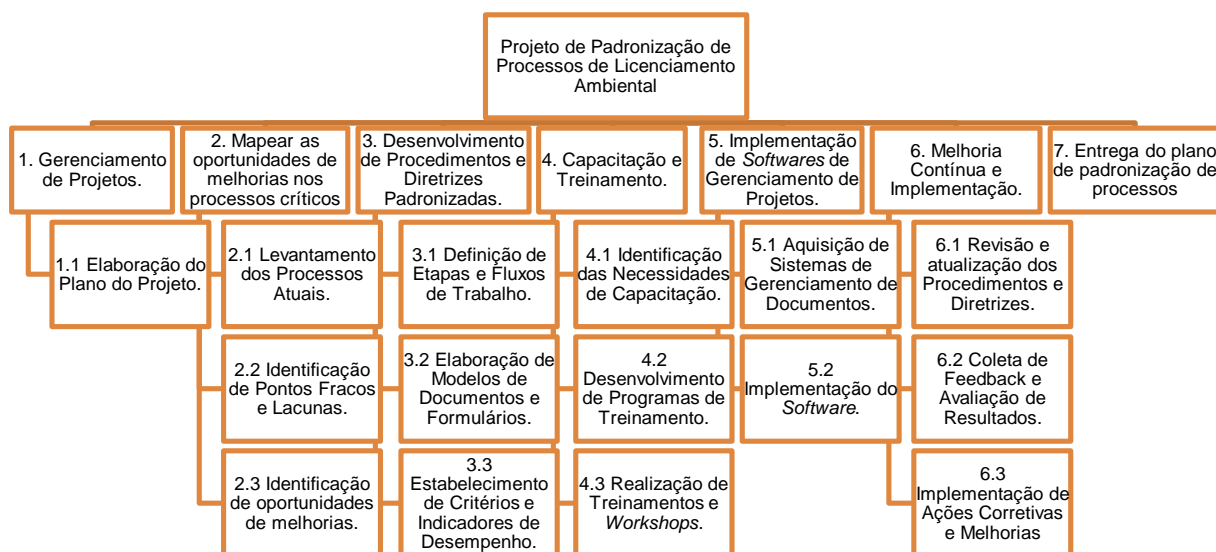 Projeto de Padronização de
Processos de Licenciamento
Ambiental
1. Gerenciamento
de Projetos.
2. Mapear as
oportunidades de
melhorias nos
processos críticos
3. Desenvolvimento
de Procedimentos e
Diretrizes
Padronizadas.
4. Capacitação e
Treinamento.
5. Implementação
de Softwares de
Gerenciamento de
Projetos.
6. Melhoria
Contínua e
Implementação.
7. Entrega do plano
de padronização de
processos
1.1 Elaboração do
Plano do Projeto.
2.1 Levantamento
dos Processos
Atuais.
3.1 Definição de
Etapas e Fluxos
de Trabalho.
4.1 Identificação
das Necessidades
de Capacitação.
5.1 Aquisição de
Sistemas de
Gerenciamento de
Documentos.
6.1 Revisão e
atualização dos
Procedimentos e
Diretrizes.
2.2 Identificação
de Pontos Fracos
e Lacunas.
3.2 Elaboração de
Modelos de
Documentos e
Formulários.
4.2
Desenvolvimento
de Programas de
Treinamento.
5.2
Implementação do
Software.
6.2 Coleta de
Feedback e
Avaliação de
Resultados.
2.3 Identificação
de oportunidades
de melhorias.
3.3
Estabelecimento
de Critérios e
Indicadores de
Desempenho.
4.3 Realização de
Treinamentos e
Workshops.
6.3
Implementação de
Ações Corretivas
e Melhorias